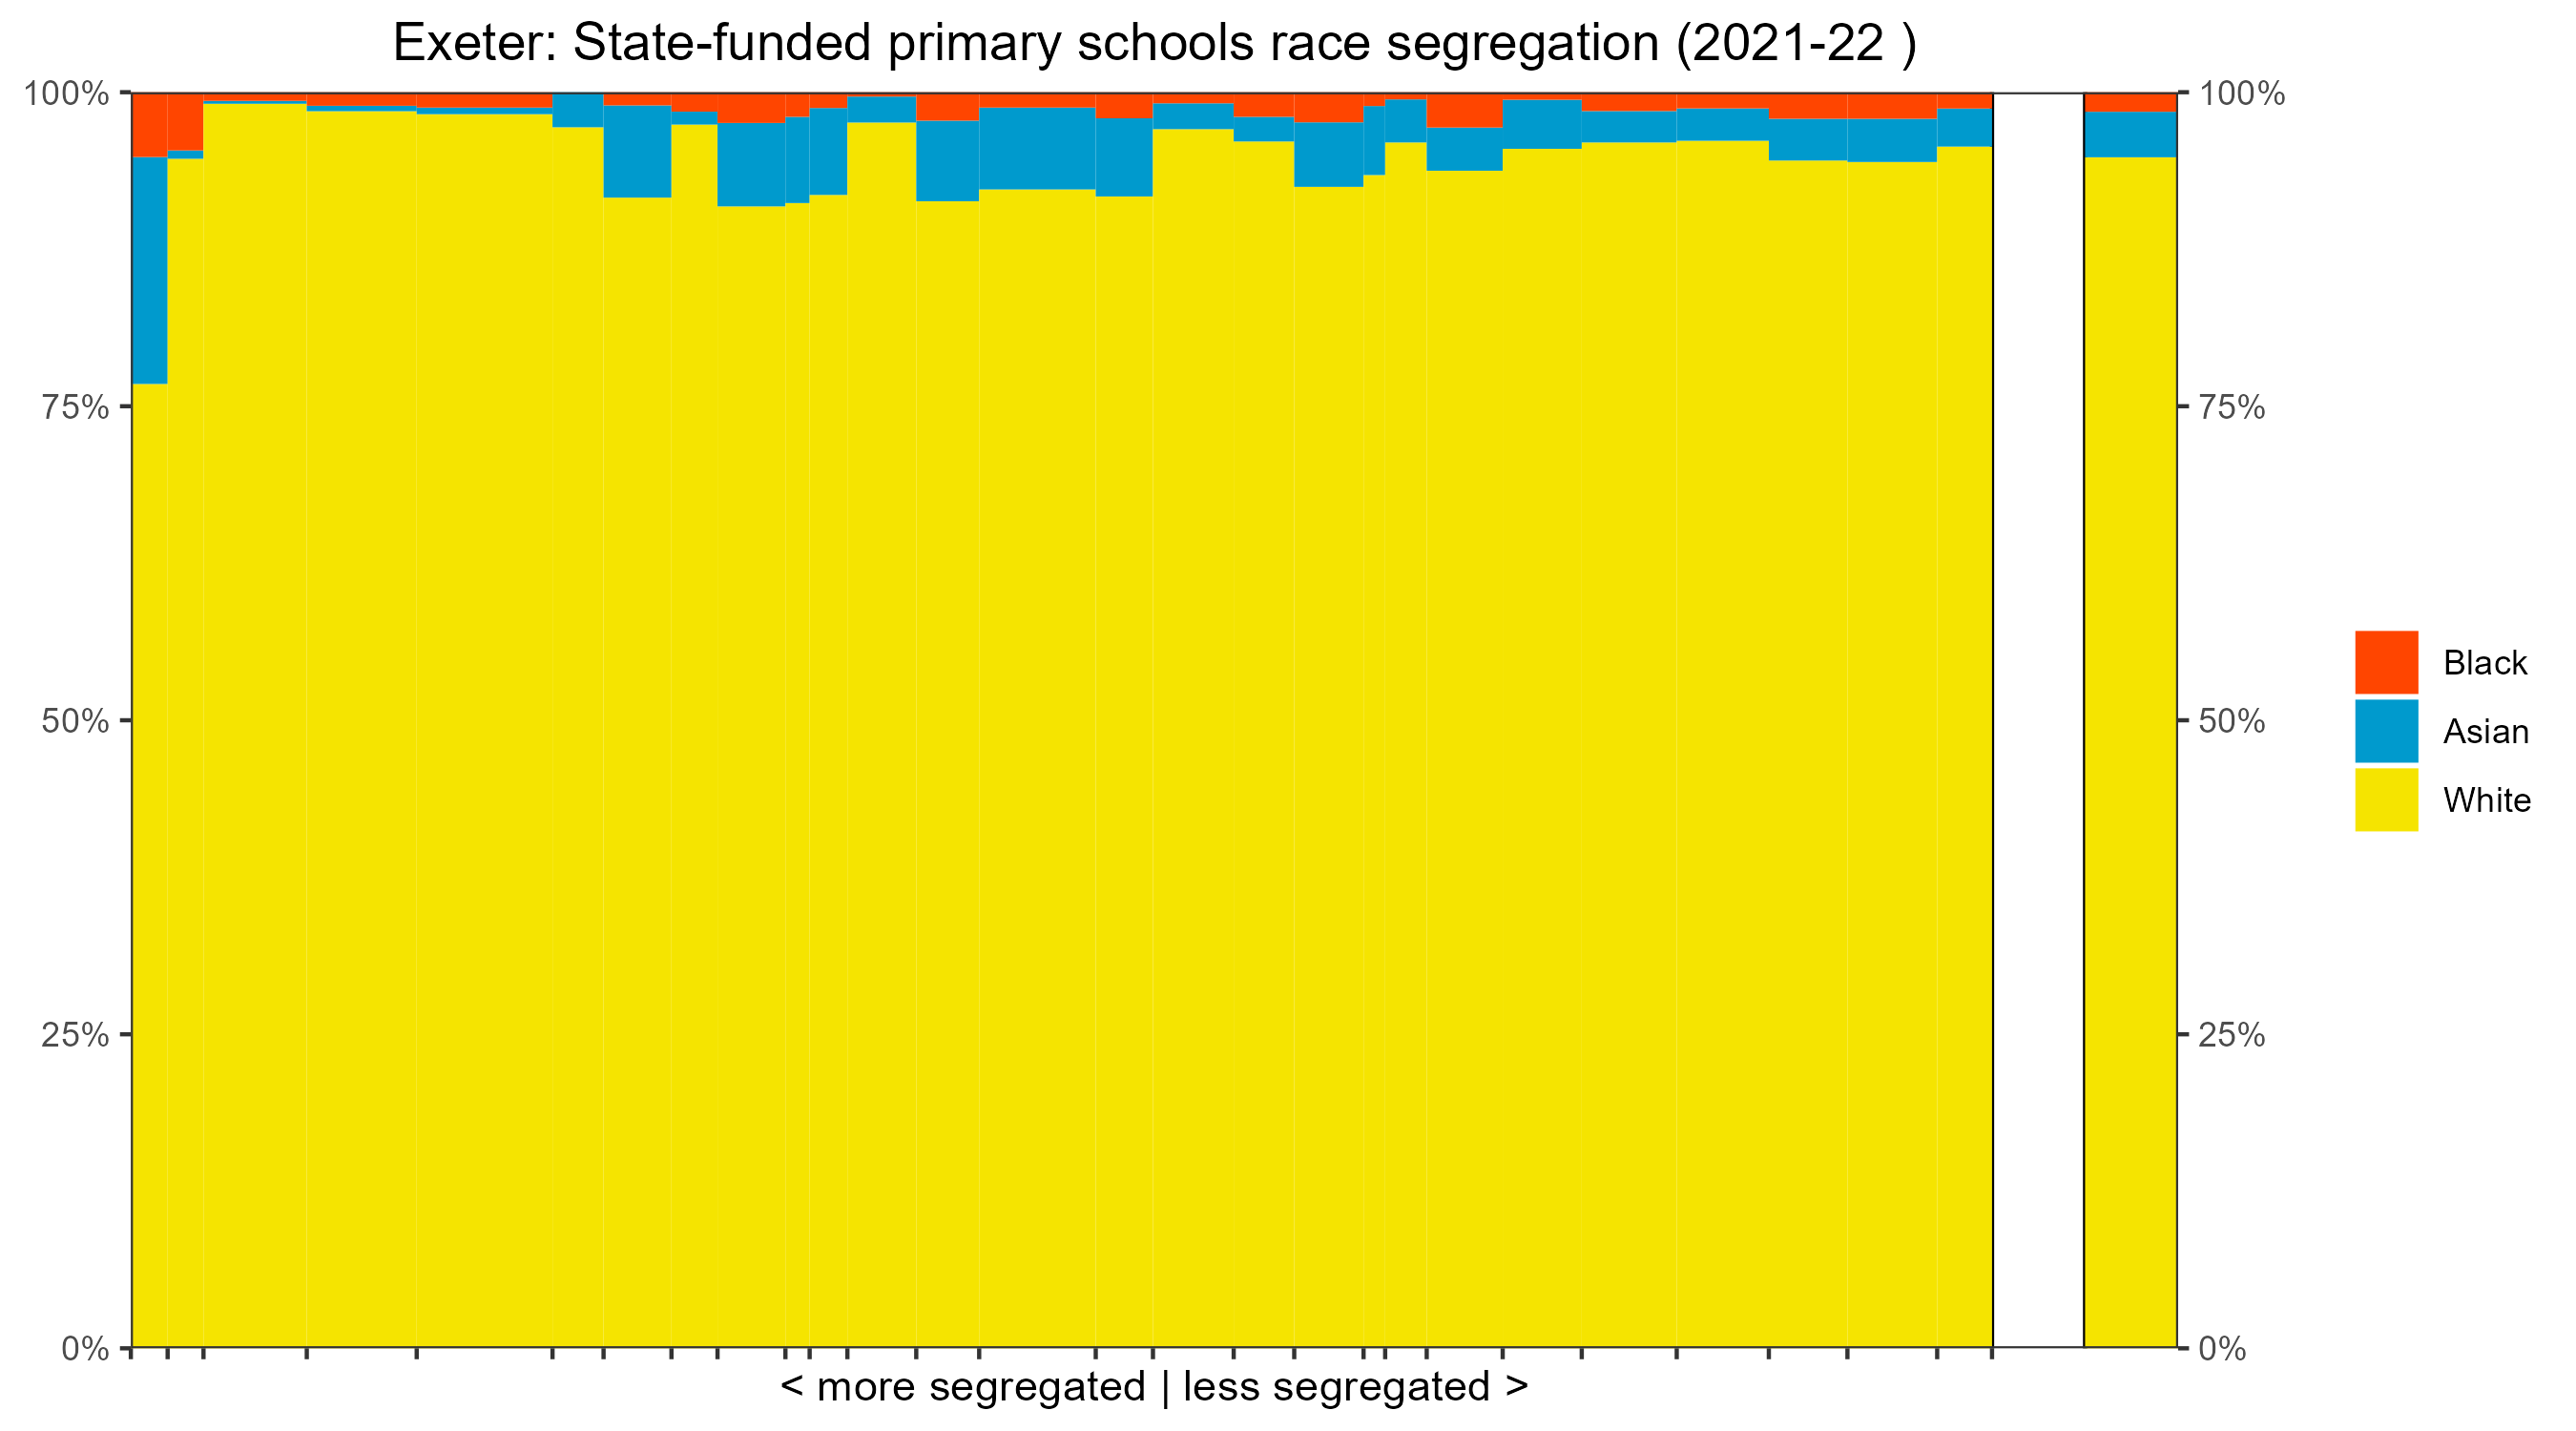 Exeter: State-funded primary schools race segregation (2021-22 )
100%
75%
50%
25%
0%
100%
75%
50%
25%
0%
Black
Asian
White
< more segregated | less segregated >